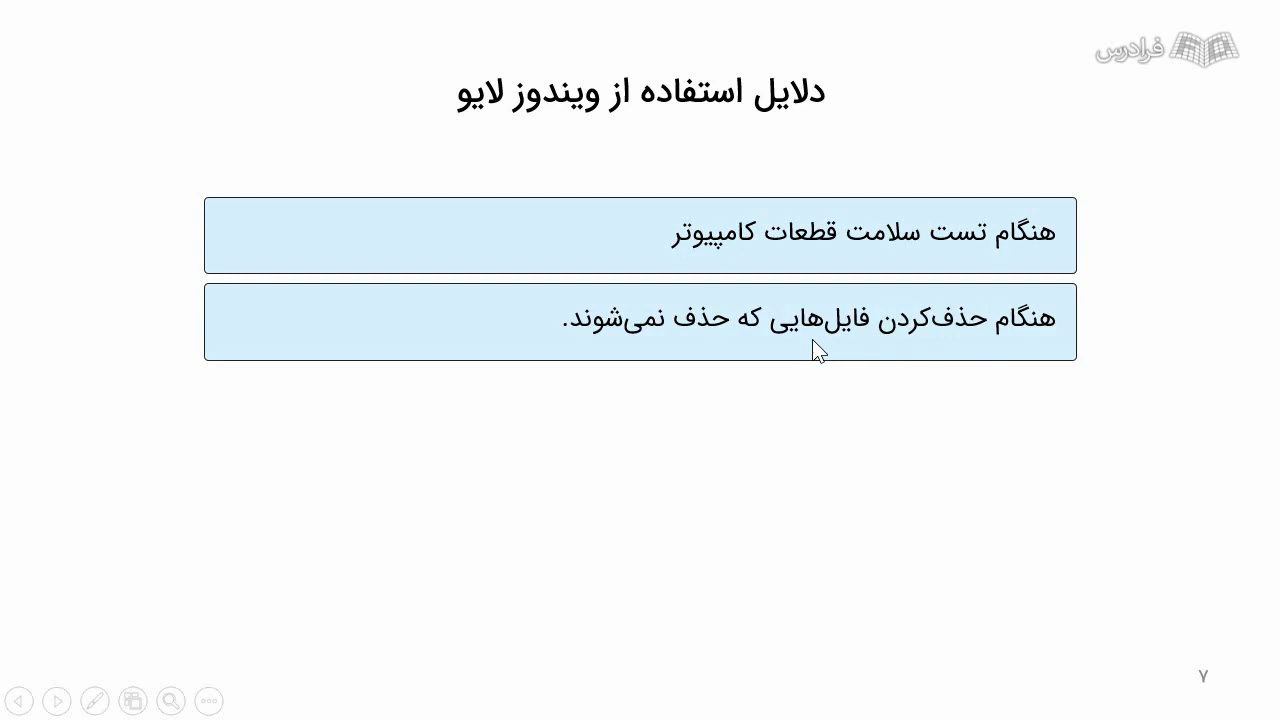 فرادرس
دلایل استفاده از ویندوز لایو
هنگام تست سلامت قطعات کامپیوتر
هنگام حذف‌کردن فایل‌هایی که حذف نمی‌شوند.
۷